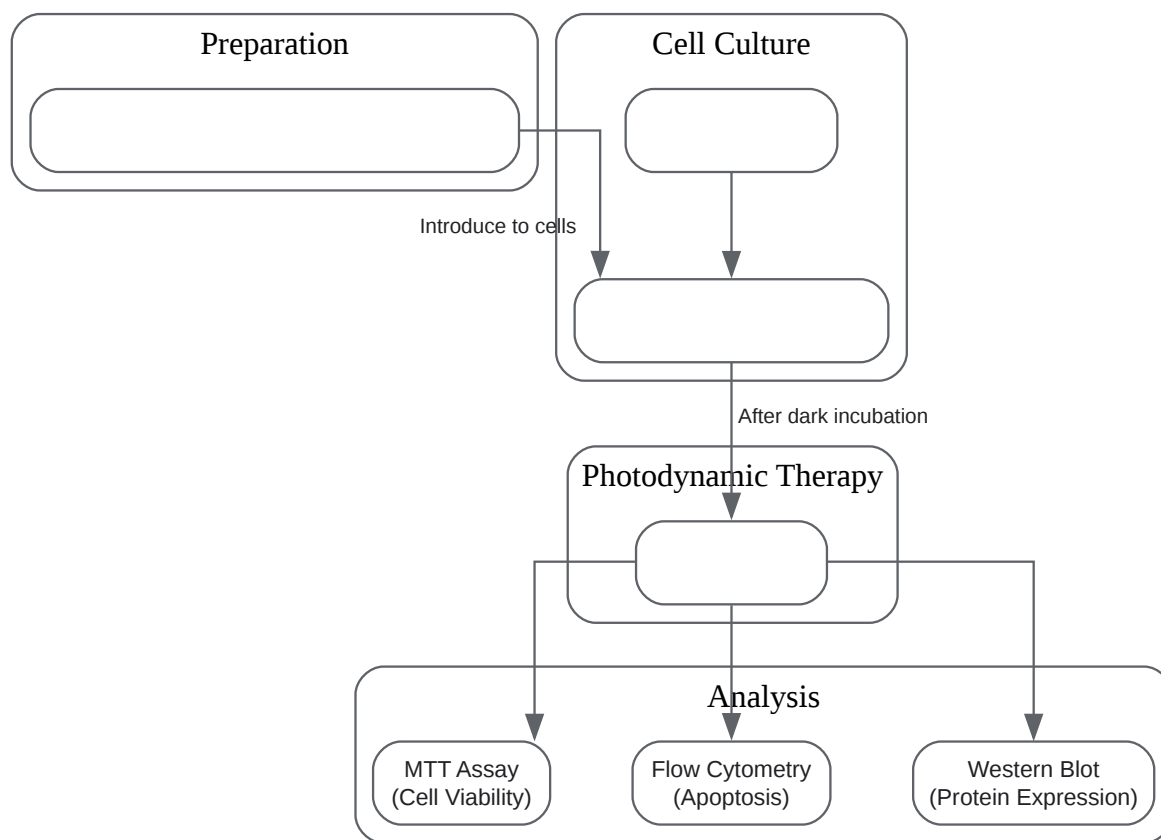 Preparation
Cell Culture
Introduce to cells
After dark incubation
Photodynamic Therapy
Analysis
MTT Assay
(Cell Viability)
Flow Cytometry
(Apoptosis)
Western Blot
(Protein Expression)